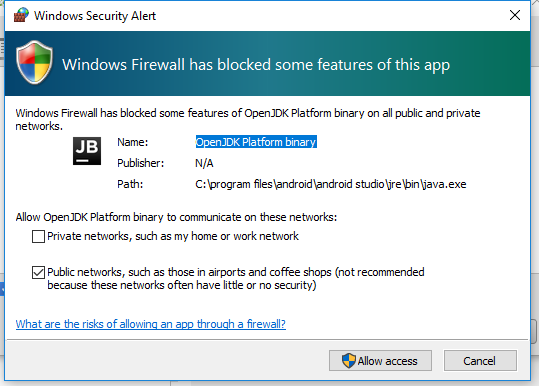 Windows Security Alert
Windows Firewall has blocked some features of this app
Windows Firewall has blocked some features of OpenJDK Platform binary on all public and private
networks.
JB
Name: OpenJDK Platform binary
Publisher: N/A
Path: C:\program files\android\android studio\jre\bin\java.exe
Allow OpenJDK Platform binary to communicate on these networks:
Private networks, such as my home or work network
Public networks, such as those in airports and coffee shops (not recommended
because these networks often have little or no security)
What are the risks of allowing an app through a firewall?
Allow access Cancel